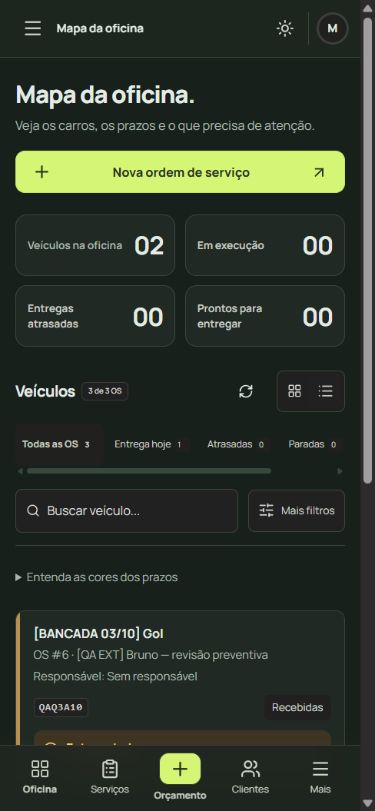 Mapa da oficina
M
Mapa da oficina.
Veja os carros, os prazos e o que precisa de atenção.
Nova ordem de serviço
Veículos na oficina 02
Em execução 00
Entregas
atrasadas 00
Prontos para
entregar 00
Veículos 3 de 3 OS
Todas as OS 3 Entrega hoje 1 Atrasadas 0 Paradas 0
Buscar veículo...
Mais filtros
Entenda as cores dos prazos
[BANCADA 03/10] Gol
OS #6 · [QA EXT] Bruno — revisão preventiva
Responsável: Sem responsável
QAQ3A10
Recebidas
Oficina
Serviços
Orçamento
Clientes
Mais